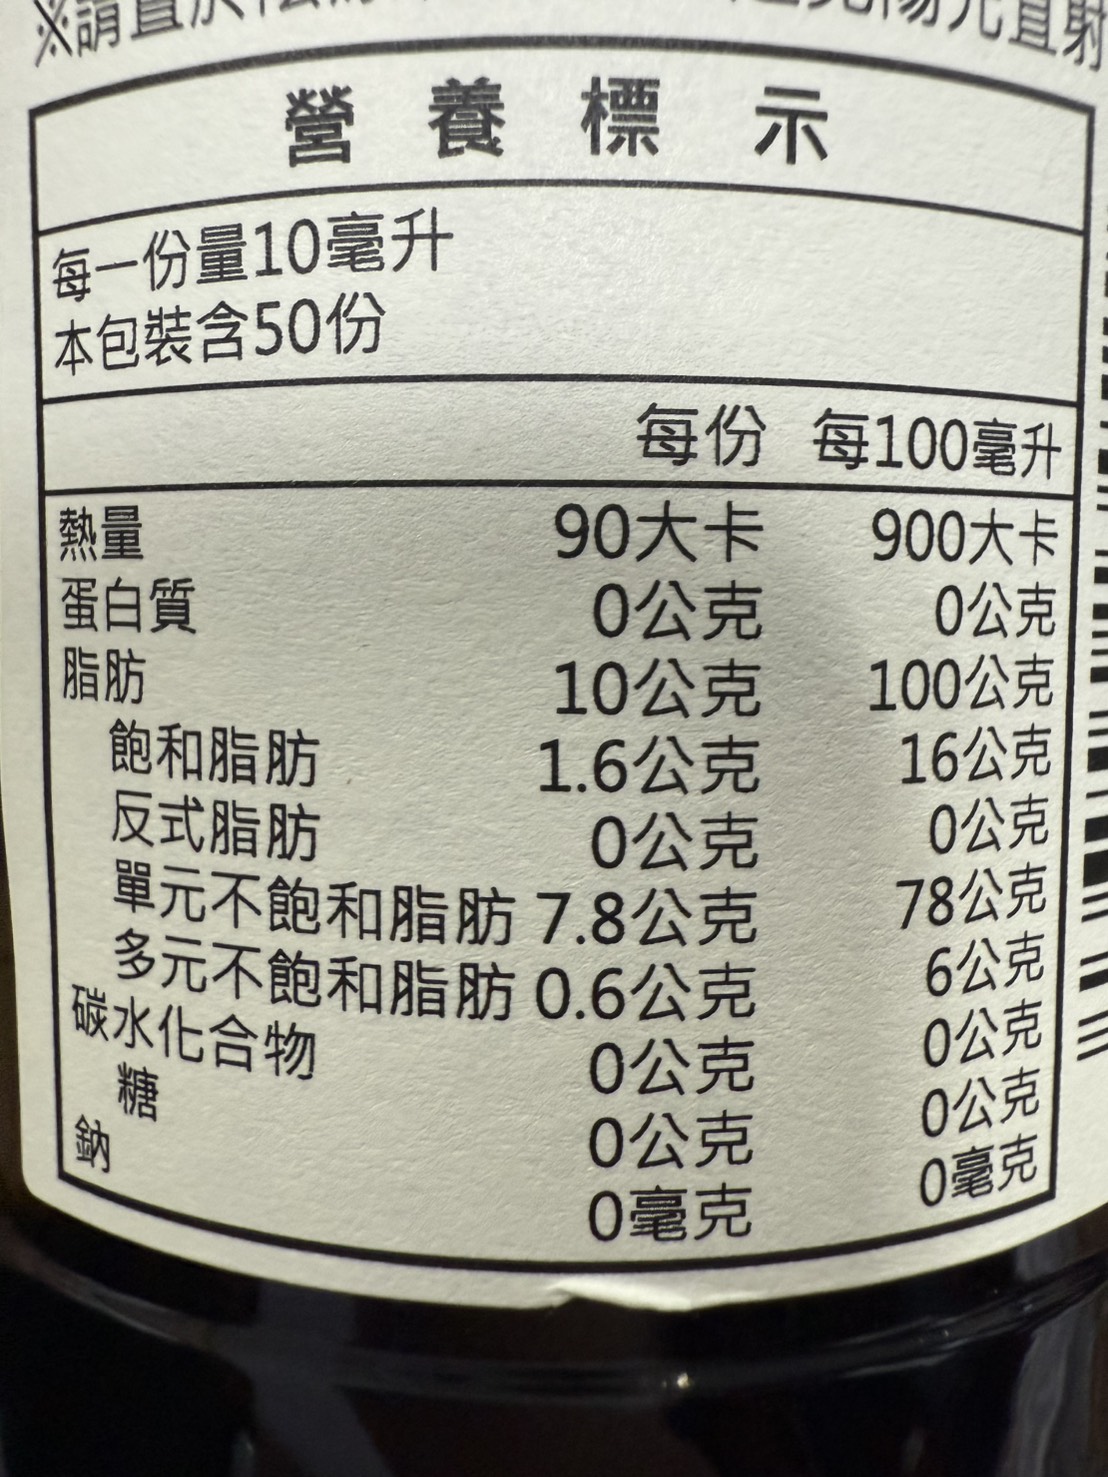 ※請置於
陽光直射
營養標示
每一份量10毫升
本包裝含50份
每份 每100毫升
熱量 90大卡 900大卡
蛋白質 0公克 0公克
脂肪 10公克 100公克
飽和脂肪 1.6公克 16公克
反式脂肪 0公克 0公克
單元不飽和脂肪 7.8公克 78公克
多元不飽和脂肪 0.6公克 6公克
碳水化合物 0公克 0公克
糖 0公克 0公克
鈉 0毫克 0毫克